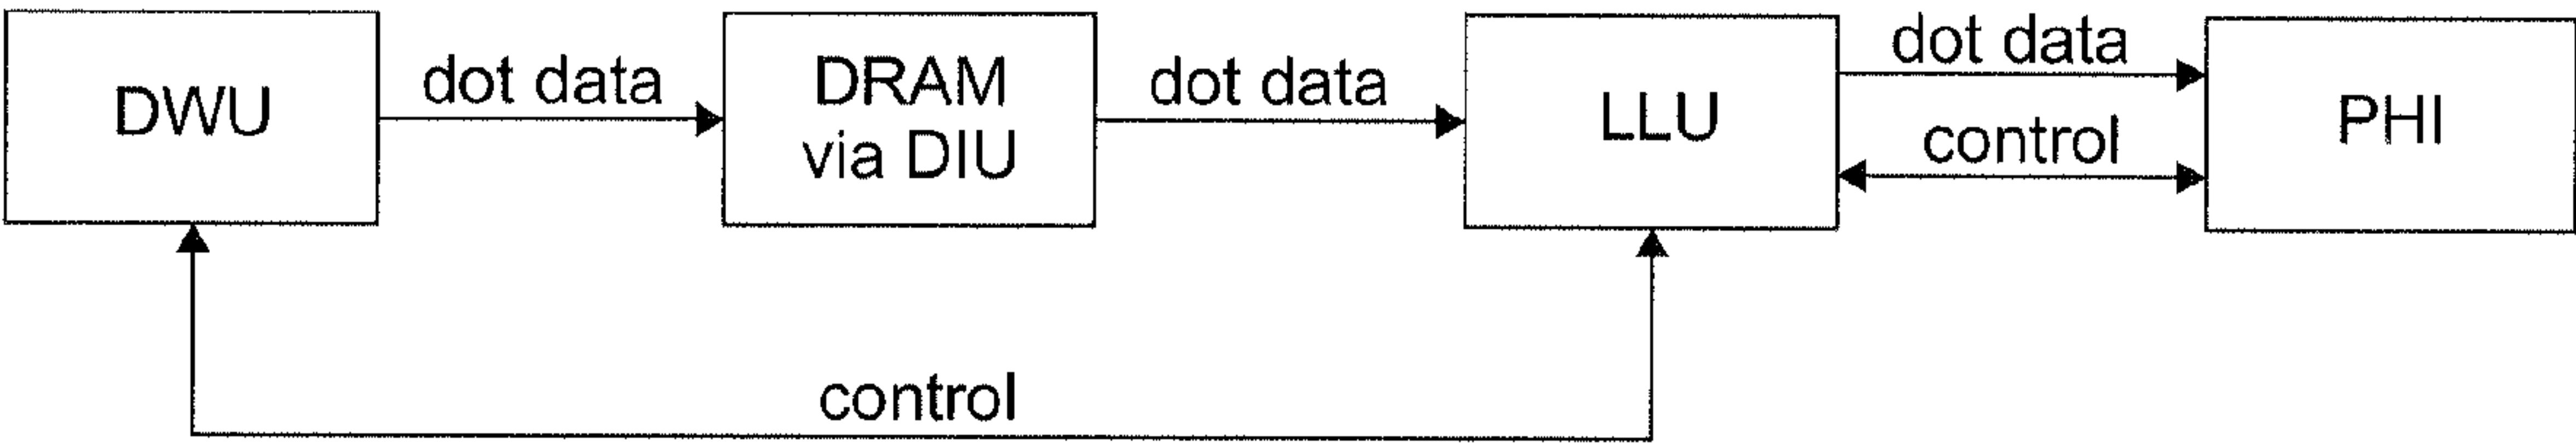 DWU
dot data
DRAM
via DIU
dot data
LLU
dot data
control
PHI
control